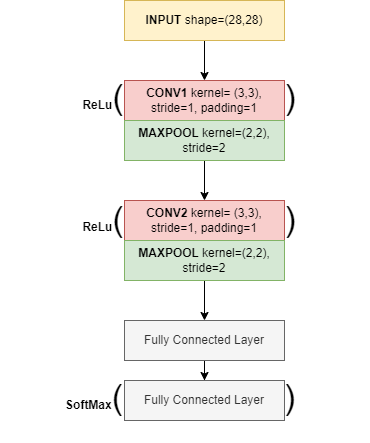 INPUT shape=(28,28)
ReLu
CONV1 kernel= (3,3),
stride=1, padding=1
MAXPOOL kernel=(2,2),
stride=2
ReLu
CONV2 kernel= (3,3),
stride=1, padding=1
MAXPOOL kernel=(2,2),
stride=2
Fully Connected Layer
SoftMax
Fully Connected Layer